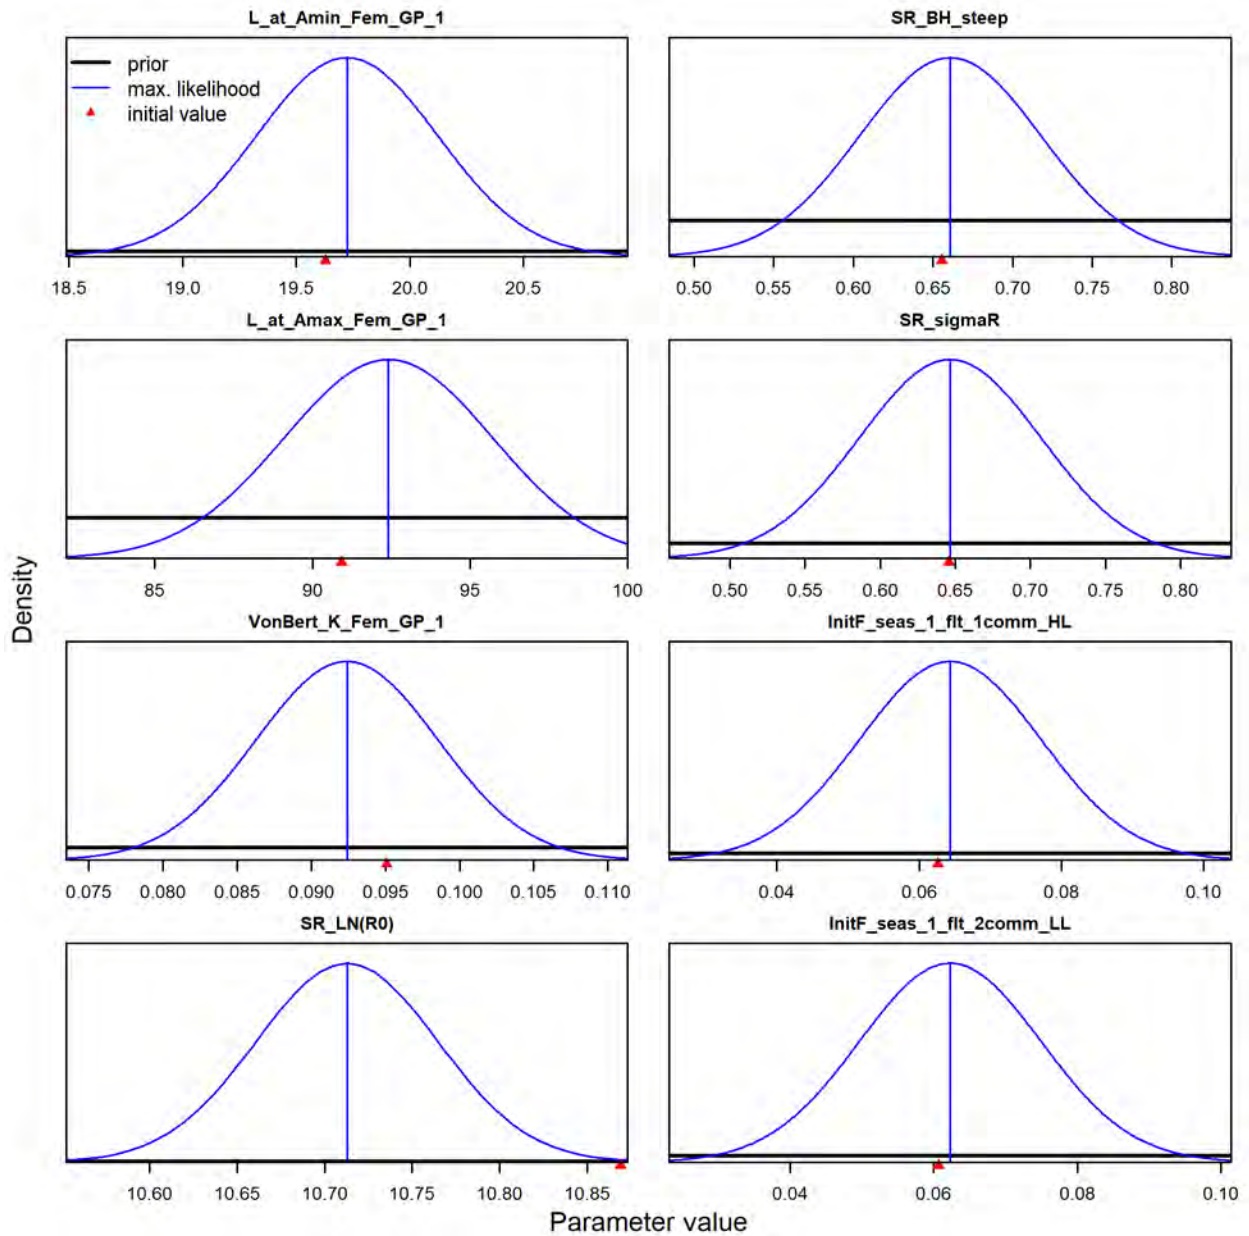 L_at_Amin_Fem_GP_1
prior
max. likelihood
initial value
18.5 19.0 19.5 20.0 20.5
SR_BH_steep
0.50 0.55 0.60 0.65 0.70 0.75 0.80
L_at_Amax_Fem_GP_1
85 90 95 100
SR_sigmaR
0.50 0.55 0.60 0.65 0.70 0.75 0.80
VonBert_K_Fem_GP_1
0.075 0.080 0.085 0.090 0.095 0.100 0.105 0.110
InitF_seas_1_flt_1comm_HL
0.04 0.06 0.08 0.10
SR_LN(R0)
10.60 10.65 10.70 10.75 10.80 10.85
InitF_seas_1_flt_2comm_LL
0.04 0.06 0.08 0.10
Density
Parameter value